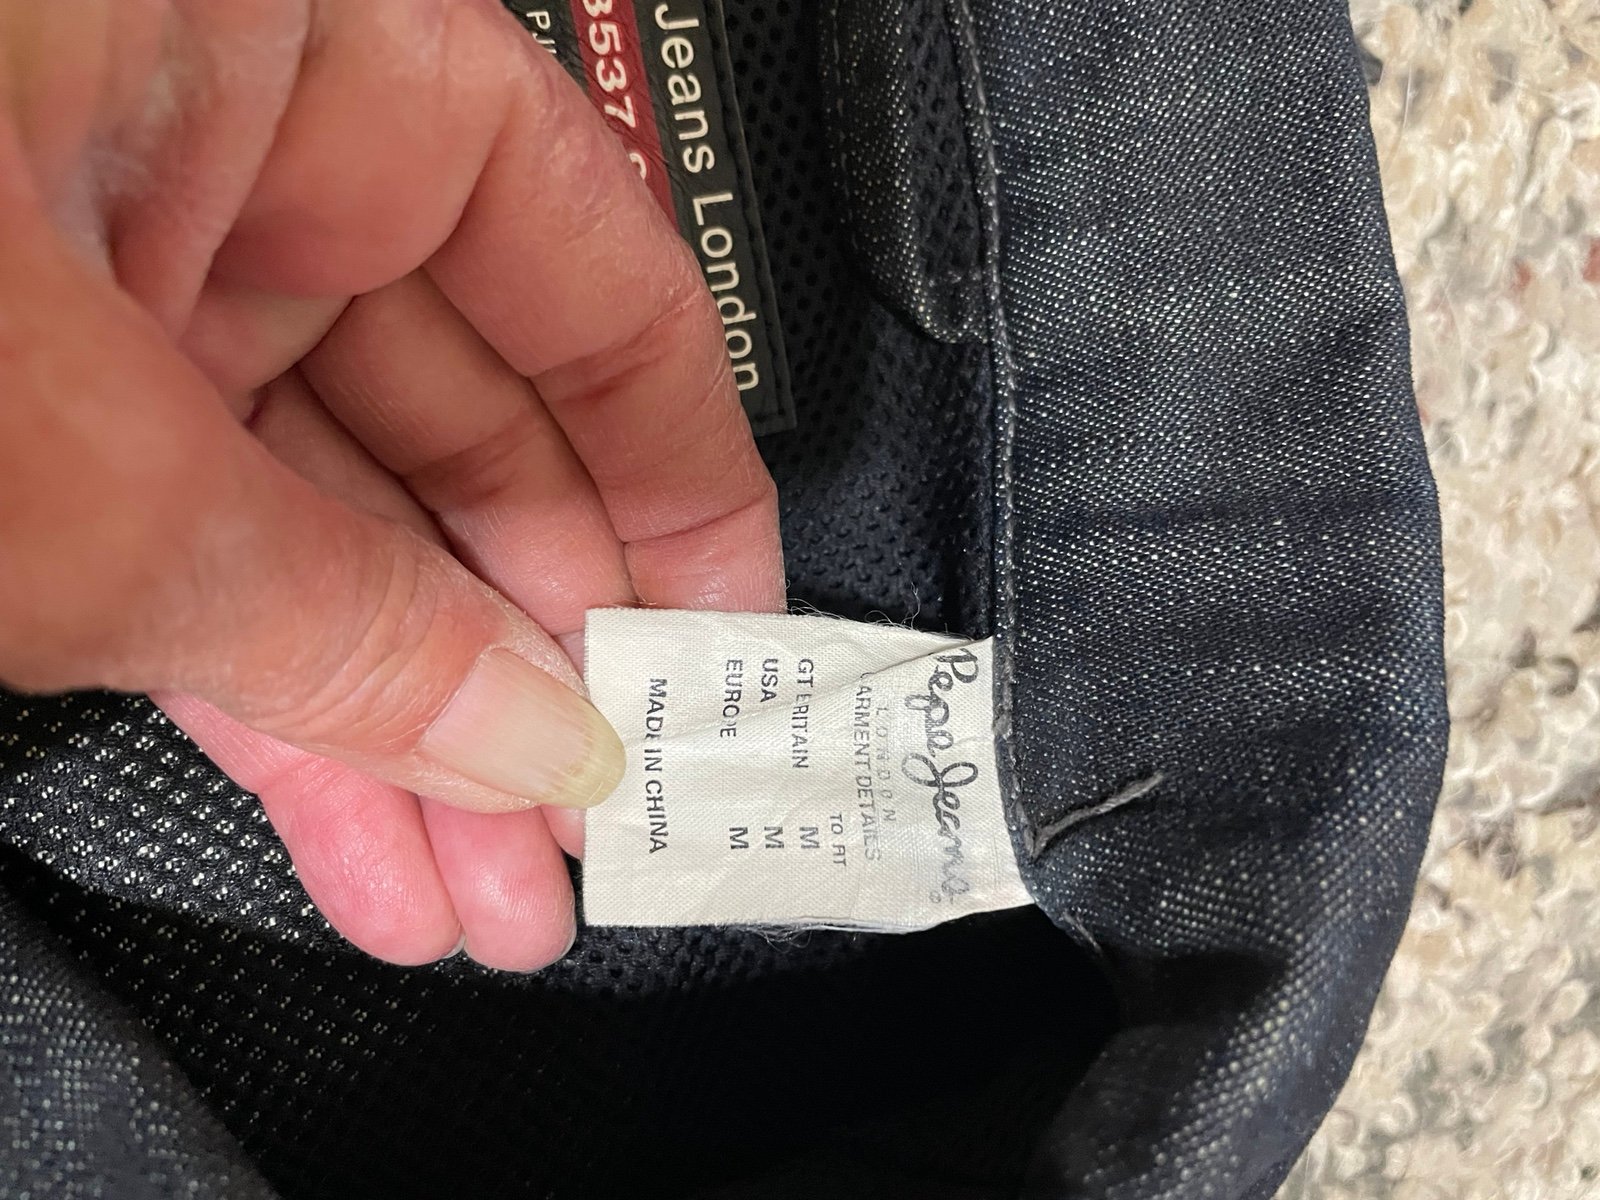 Jeans London
3537
Pepe Jeans
LONDON
GARMENT DETAILS
TO FIT
GT BRITAIN M
USA M
EUROPE M
MADE IN CHINA